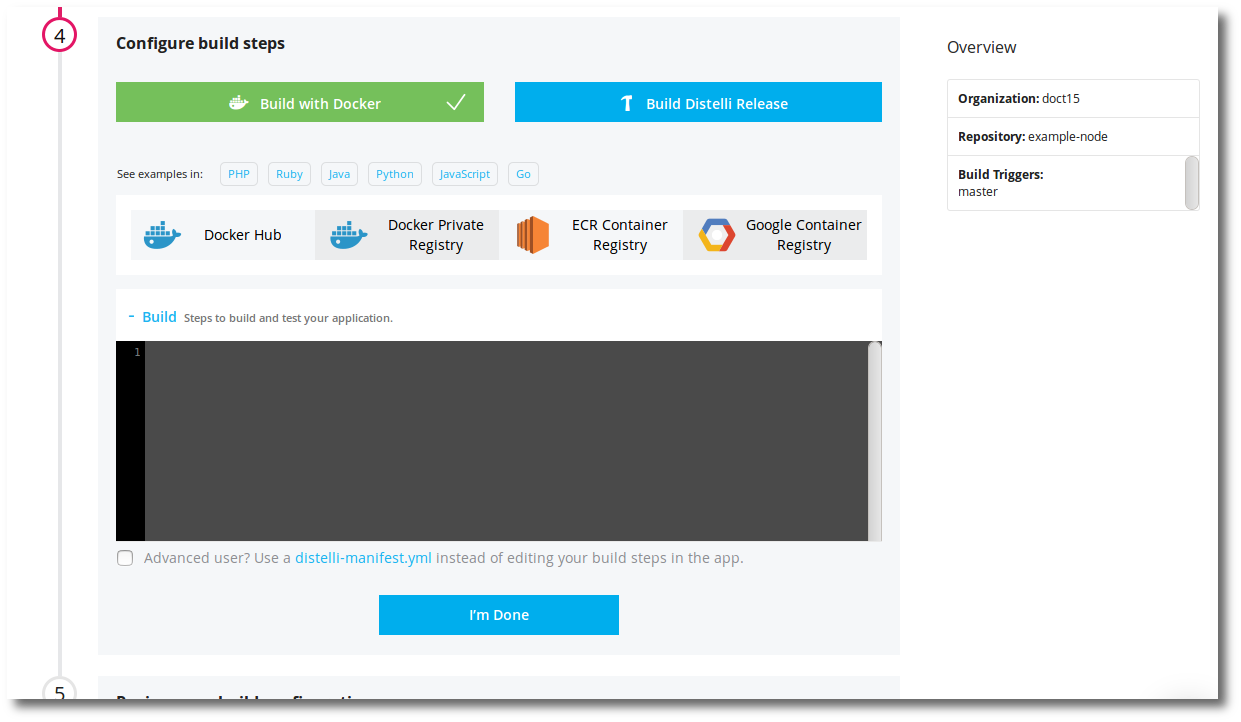 4
Configure build steps
Build with Docker
Build Distelli Release
See examples in: PHP Ruby Java Python JavaScript Go
Docker Hub
Docker Private
Registry
ECR Container
Registry
Google Container
Registry
- Build Steps to build and test your application.
1
Advanced user? Use a distelli-manifest.yml instead of editing your build steps in the app.
I'm Done
5
Overview
Organization: doct15
Repository: example-node
Build Triggers:
master